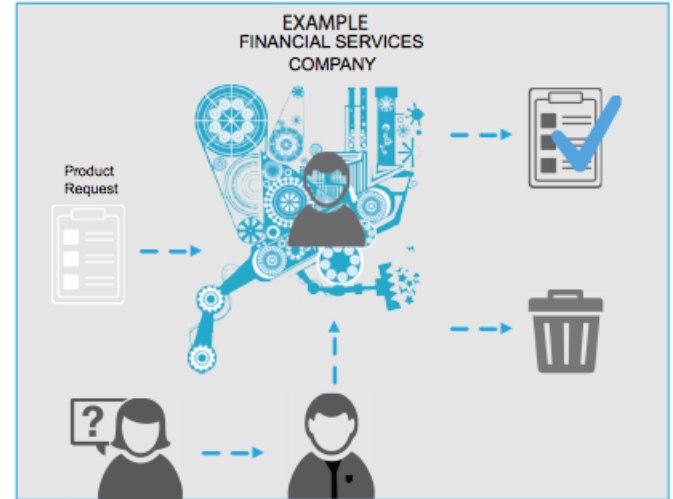 EXAMPLE
FINANCIAL SERVICES
COMPANY
Product
Request
?